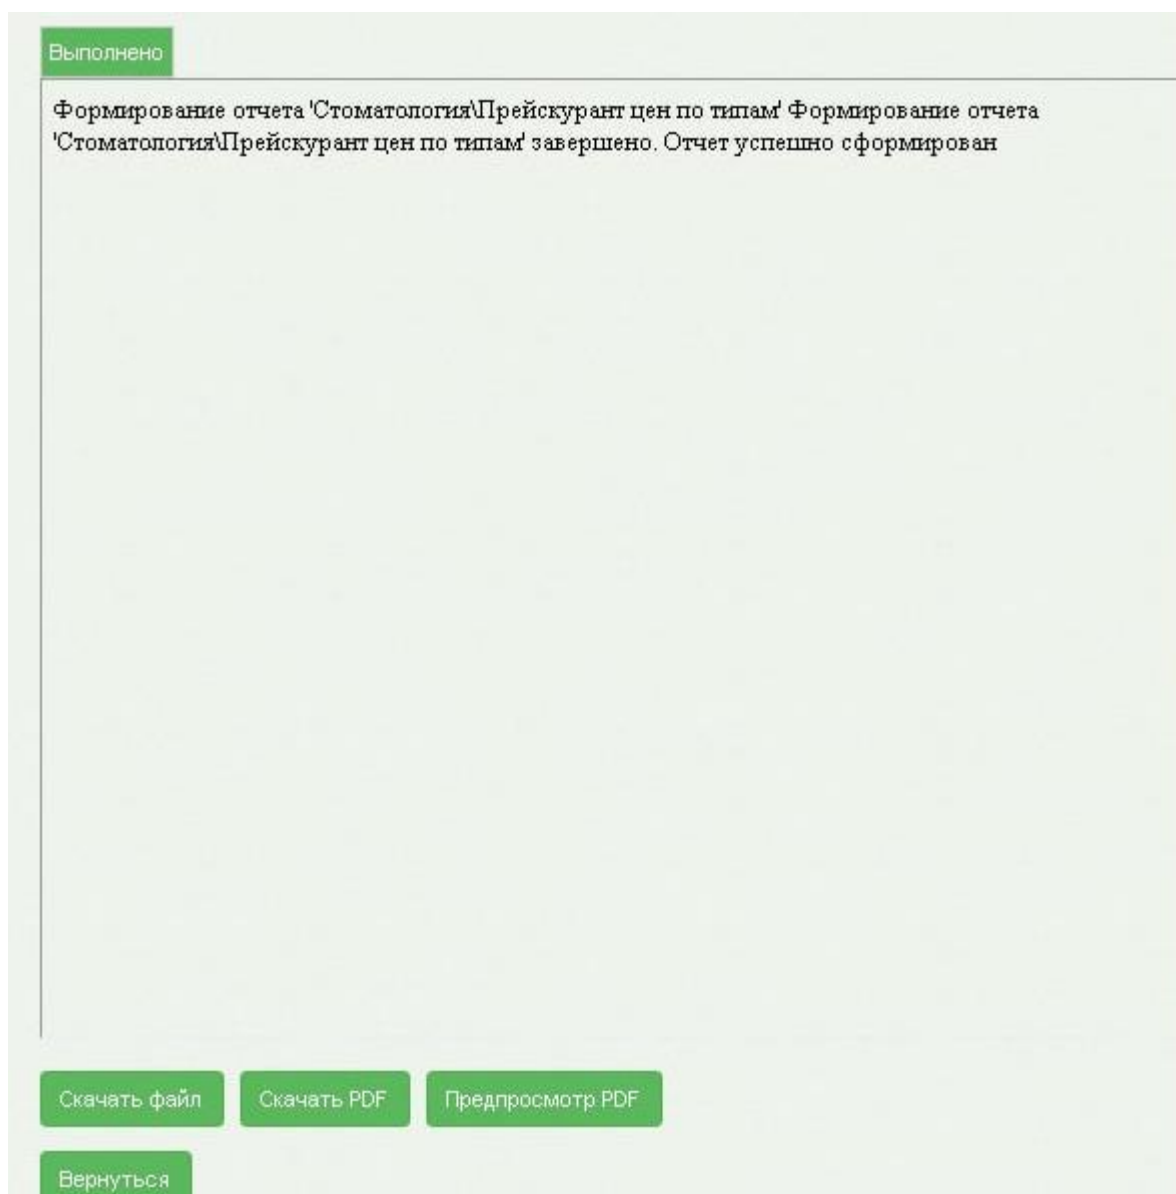 Выполнено
Формирование отчета 'Стоматология\Прейскурант цен по типам' Формирование отчета
'Стоматология\Прейскурант цен по типам' завершено. Отчет успешно сформирован
Скачать файл Скачать PDF Предпросмотр PDF
Вернуться